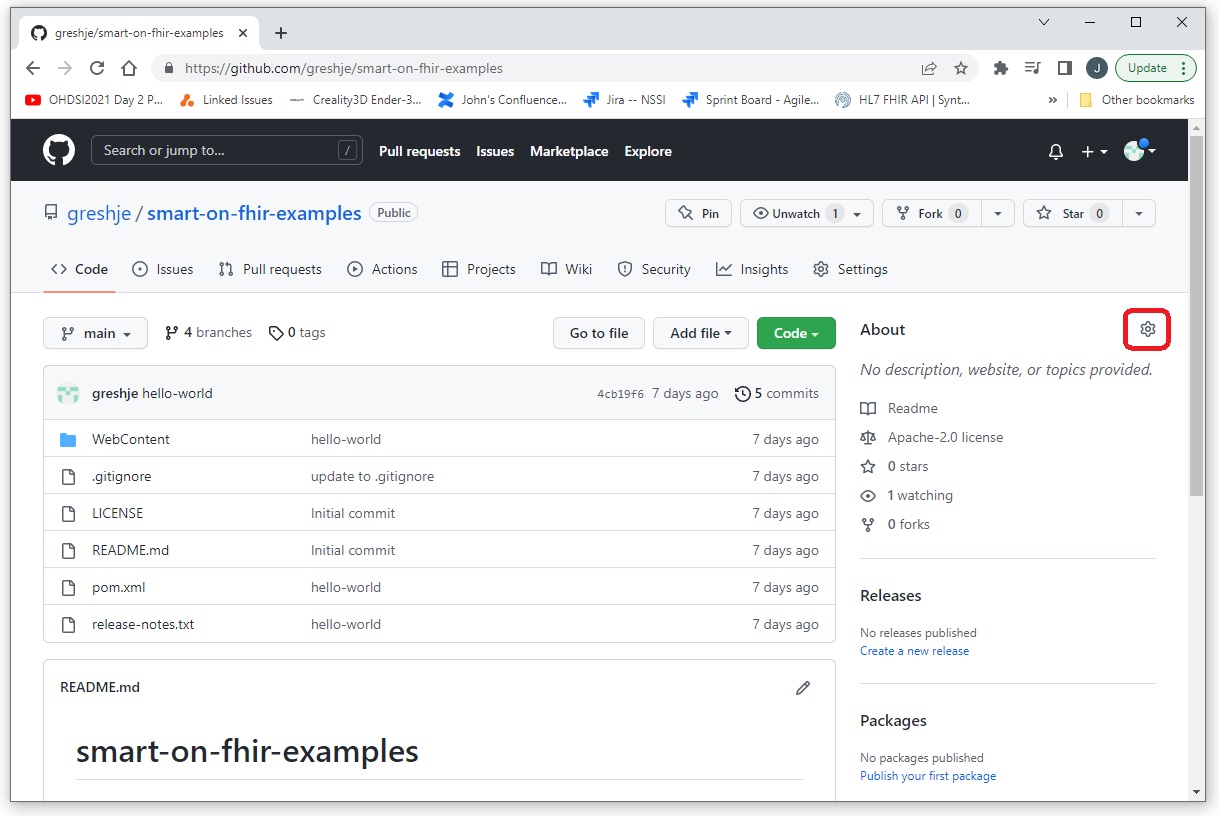 greshje/smart-on-fhir-examples
https://github.com/greshje/smart-on-fhir-examples
J
Update
OHDSI2021 Day 2 P...
Linked Issues
Creality3D Ender-3...
John's Confluence...
Jira -- NSSI
Sprint Board - Agile...
HL7 FHIR API | Synt...
»
Other bookmarks
Search or jump to...
/
Pull requests
Issues
Marketplace
Explore
greshje / smart-on-fhir-examples
Public
Pin
Unwatch 1
Fork 0
Star 0
Code
Issues
Pull requests
Actions
Projects
Wiki
Security
Insights
Settings
main
4 branches
0 tags
Go to file
Add file
Code
greshje hello-world 4cb19f6 7 days ago 5 commits
WebContent hello-world 7 days ago
.gitignore update to .gitignore 7 days ago
LICENSE Initial commit 7 days ago
README.md Initial commit 7 days ago
pom.xml hello-world 7 days ago
release-notes.txt hello-world 7 days ago
README.md
smart-on-fhir-examples
About
No description, website, or topics provided.
Readme
Apache-2.0 license
0 stars
1 watching
0 forks
Releases
No releases published
Create a new release
Packages
No packages published
Publish your first package